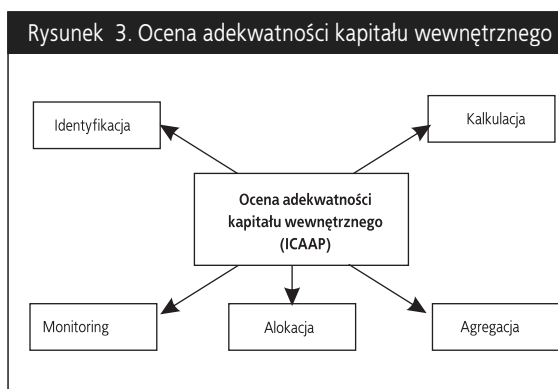 Rysunek 3. Ocena adekwatności kapitału wewnętrznego
Identyfikacja
Kalkulacja
Ocena adekwatności
kapitału wewnętrznego
(ICAAP)
Monitoring
Alokacja
Agregacja